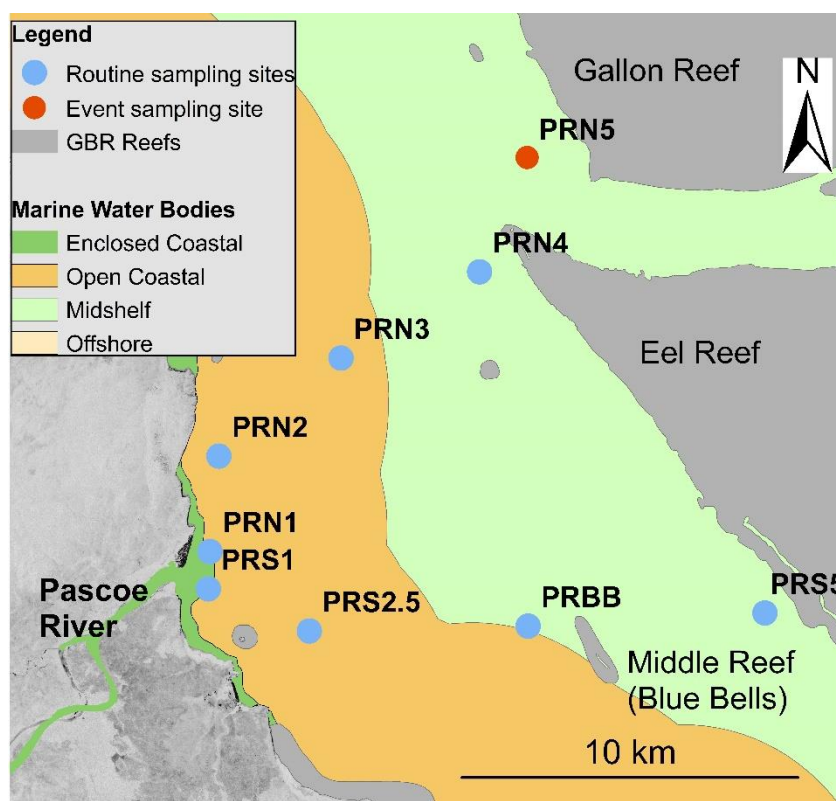 Legend
Routine sampling sites
Event sampling site
GBR Reefs
Marine Water Bodies
Enclosed Coastal
Open Coastal
Midshelf
Offshore
Gallon Reef
N
PRN5
PRN4
PRN3
Eel Reef
PRN2
PRN1
PRS1
Pascoe
River
PRS2.5
PRBB
PRS5
Middle Reef
(Blue Bells)
10 km